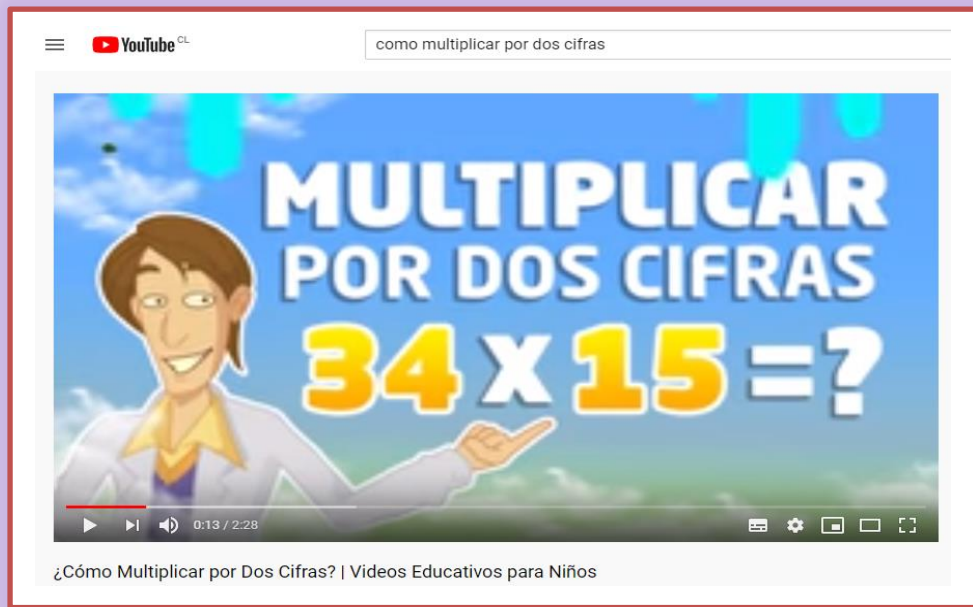 YouTube CL
como multiplicar por dos cifras
MULTIPLICAR
POR DOS CIFRAS
34 x 15 = ?
0:13 / 2:28
¿Cómo Multiplicar por Dos Cifras? | Videos Educativos para Niños